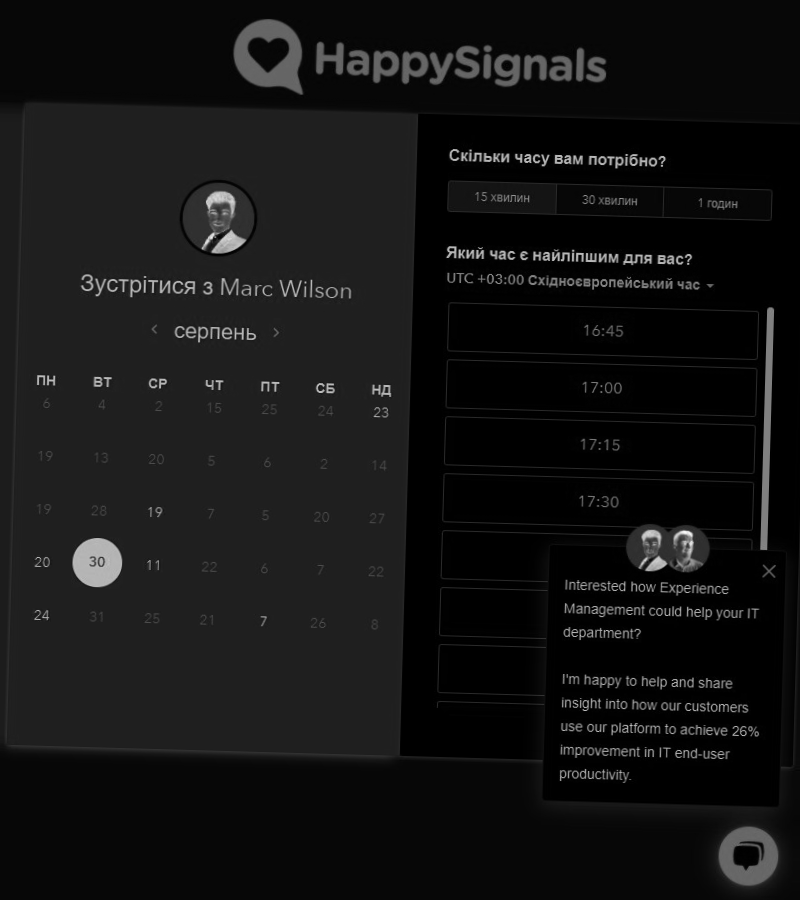 HappySignals
Зустрітися з Marc Wilson
серпень
ПН ВТ СР ЧТ ПТ СБ НД
6 4 2 15 25 24 23
19 13 20 5 6 2 14
19 28 19 7 5 20 27
20 30 11 22 6 7 22
24 31 25 21 7 26 8
Скільки часу вам потрібно?
15 хвилин 30 хвилин 1 годин
Який час є найліпшим для вас?
UTC +03:00 Східноєвропейський час
16:45
17:00
17:15
17:30
Interested how Experience
Management could help your IT
department?
I'm happy to help and share
insight into how our customers
use our platform to achieve 26%
improvement in IT end-user
productivity.